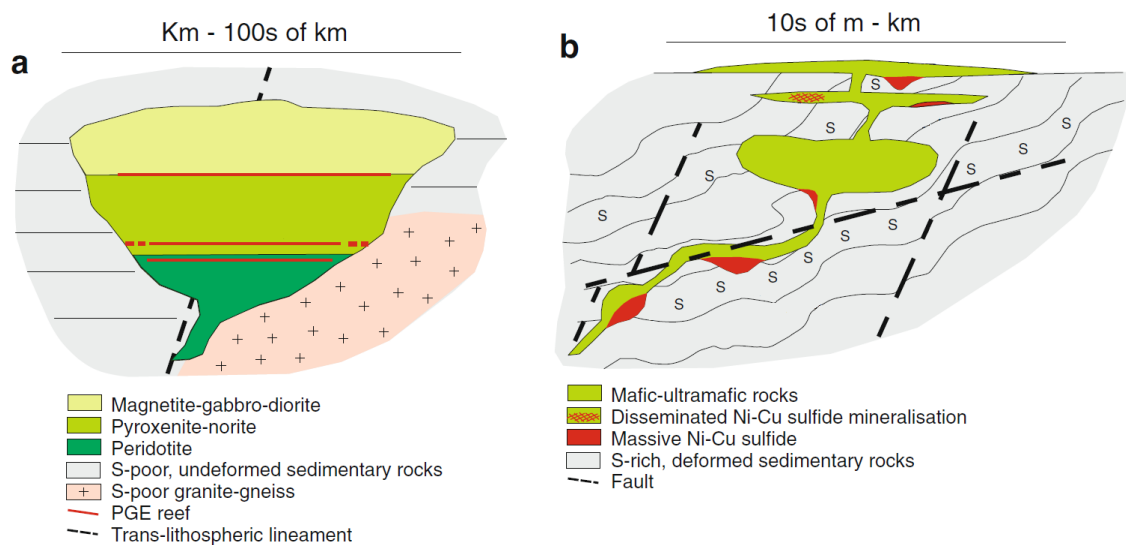 Km - 100s of km
a
Magnetite-gabbro-diorite
Pyroxenite-norite
Peridotite
S-poor, undeformed sedimentary rocks
S-poor granite-gneiss
PGE reef
Trans-lithospheric lineament
10s of m - km
b
S
S
S
S
S
S
S
S
S
S
S
S
S
Mafic-ultramafic rocks
Disseminated Ni-Cu sulfide mineralisation
Massive Ni-Cu sulfide
S-rich, deformed sedimentary rocks
Fault